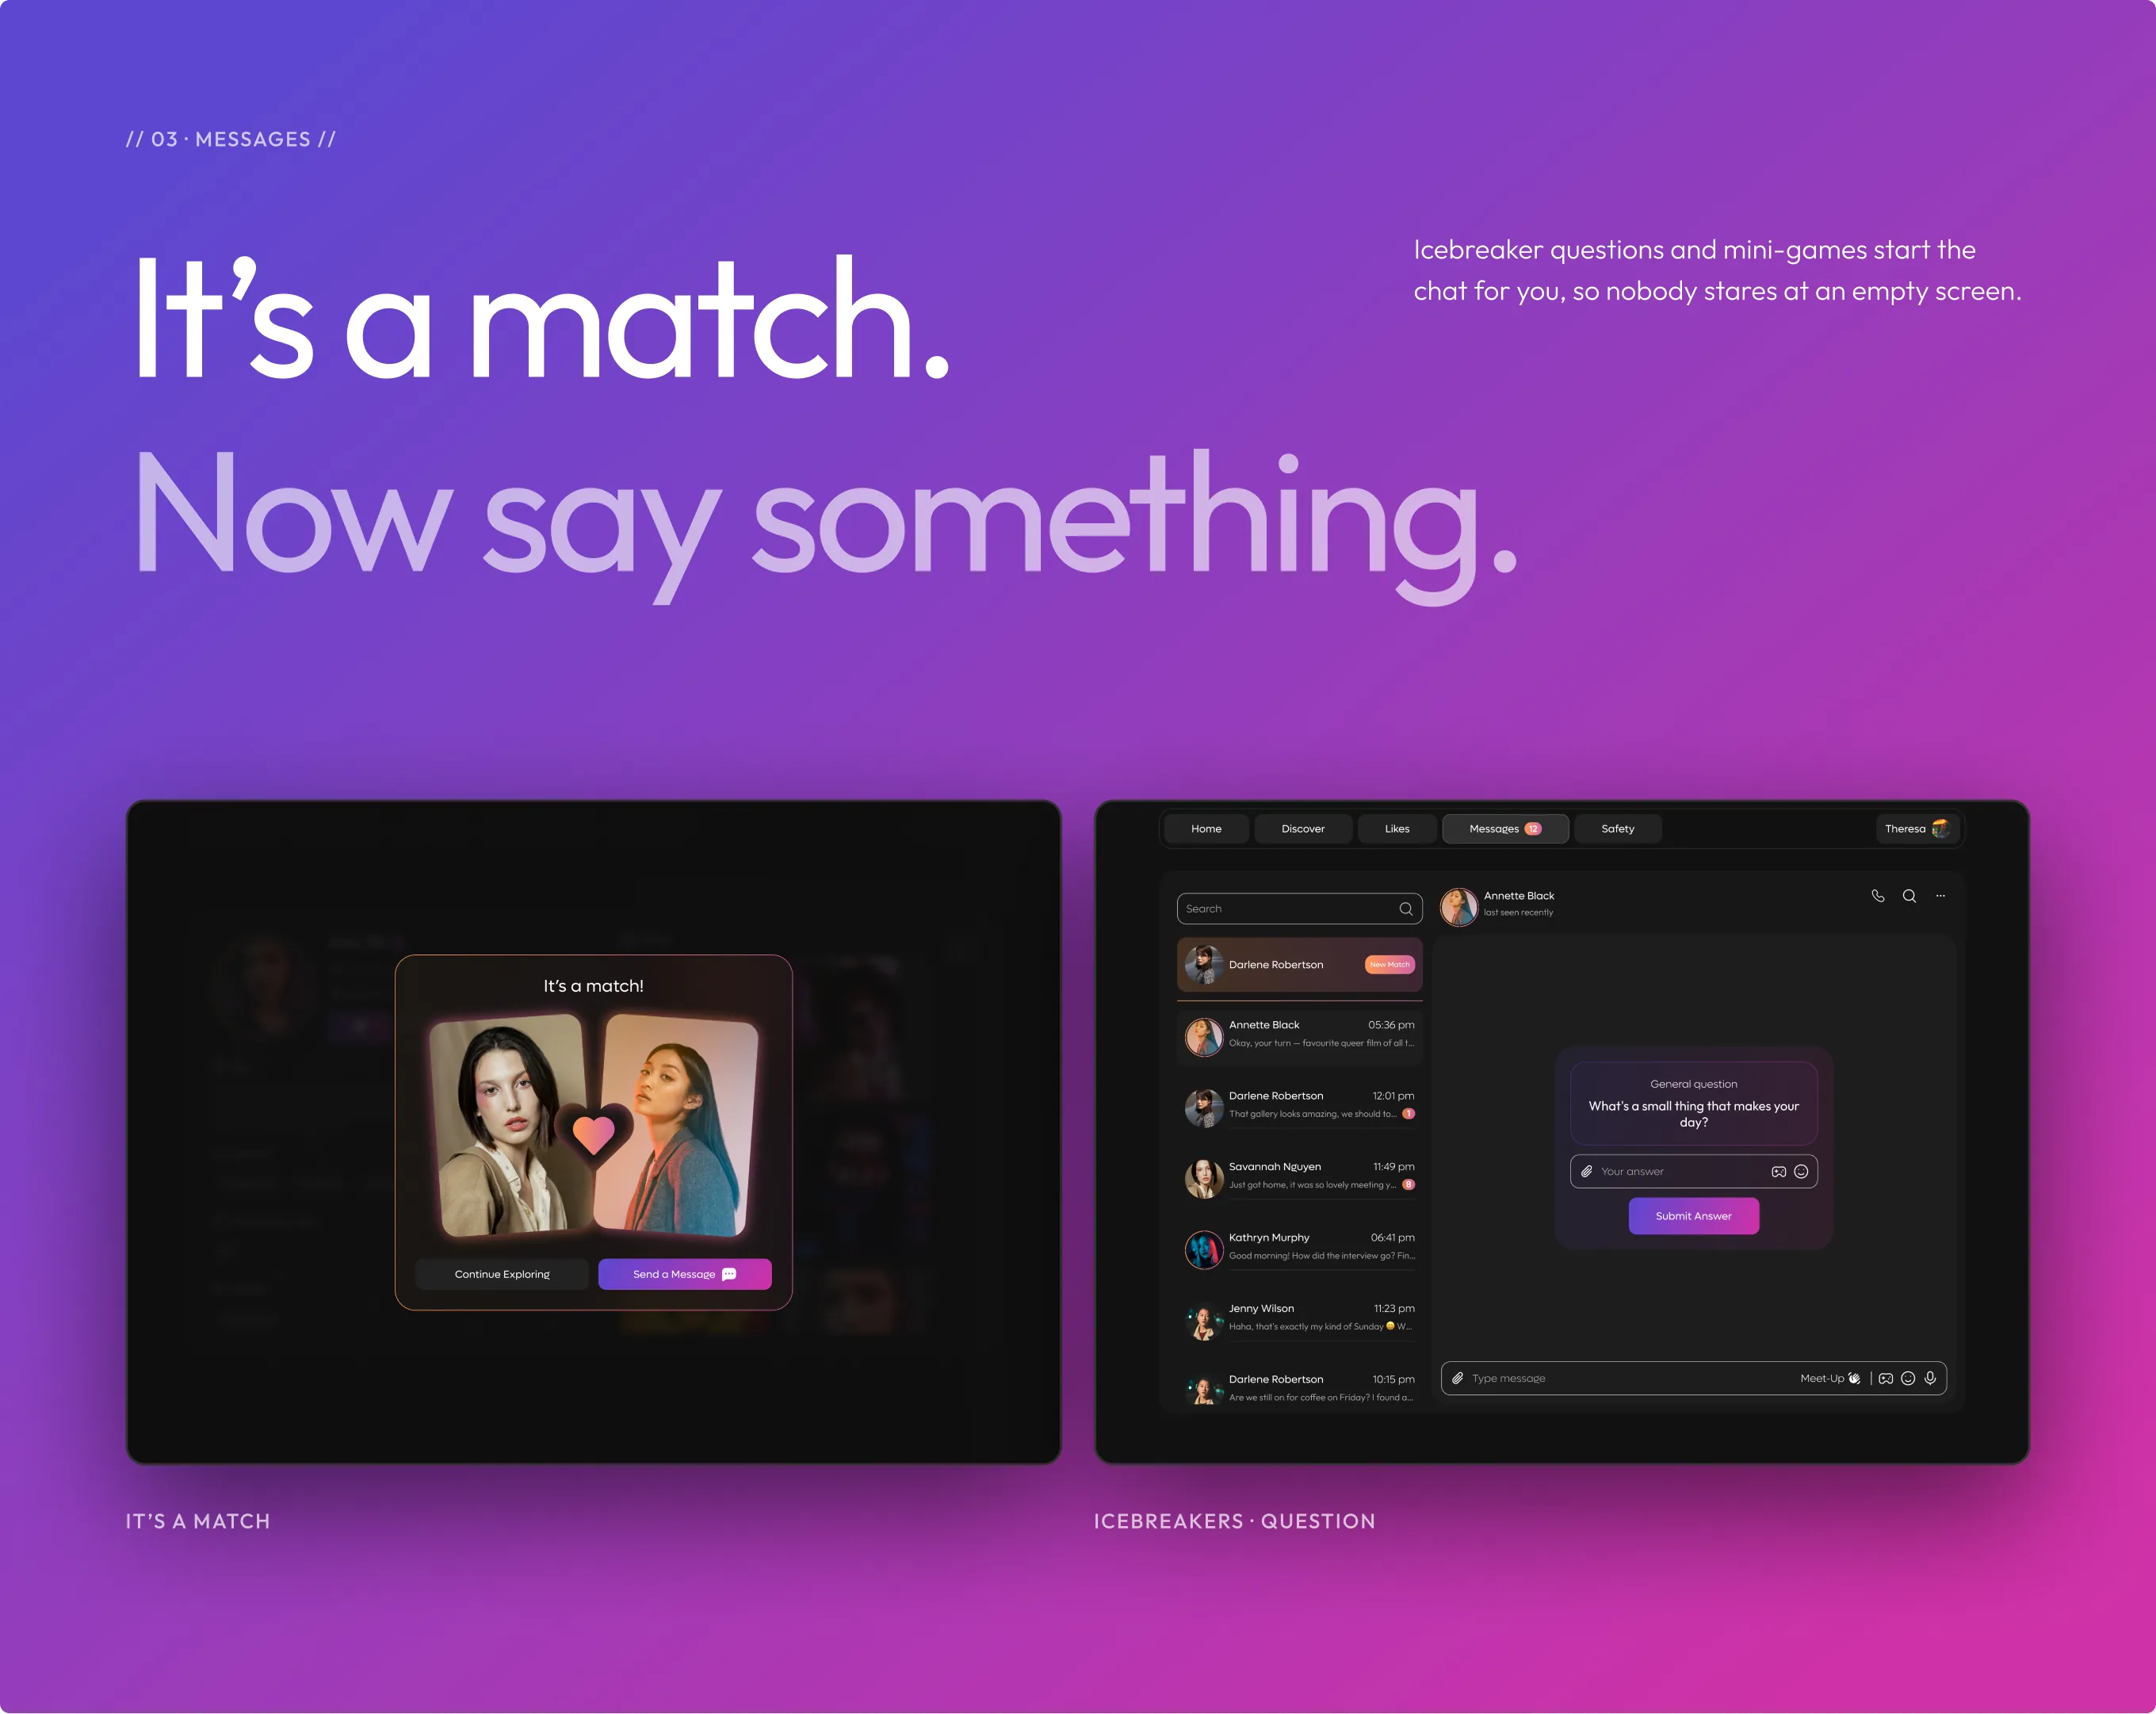 // 03 · MESSAGES //
It’s a match.
Now say something.
Icebreaker questions and mini-games start the
chat for you, so nobody stares at an empty screen.
It’s a match!
Continue Exploring
Send a Message
IT’S A MATCH
Home
Discover
Likes
Messages 12
Safety
Theresa
Search
Darlene Robertson
New Match
Annette Black
05:36 pm
Okay, your turn — favourite queer film of all t...
Darlene Robertson
12:01 pm
That gallery looks amazing, we should to...
1
Savannah Nguyen
11:49 pm
Just got home, it was so lovely meeting y...
8
Kathryn Murphy
06:41 pm
Good morning! How did the interview go? Fin...
Jenny Wilson
11:23 pm
Haha, that’s exactly my kind of Sunday 😄 W...
Darlene Robertson
10:15 pm
Are we still on for coffee on Friday? I found a...
Annette Black
last seen recently
General question
What’s a small thing that makes your
day?
Your answer
Submit Answer
Type message
Meet-Up 👋
ICEBREAKERS · QUESTION